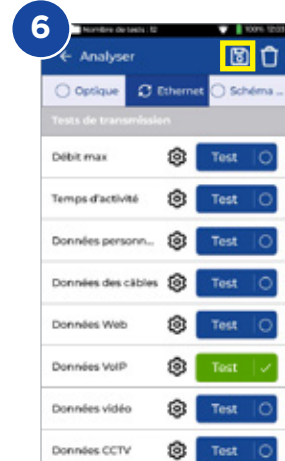 6
Nombre de tests : 12 100% 12:03
← Analyser
Optique Ethernet Schéma ...
Tests de transmission
Débit max Test
Temps d'activité Test
Données personn... Test
Données des câbles Test
Données Web Test
Données VoIP Test
Données vidéo Test
Données CCTV Test